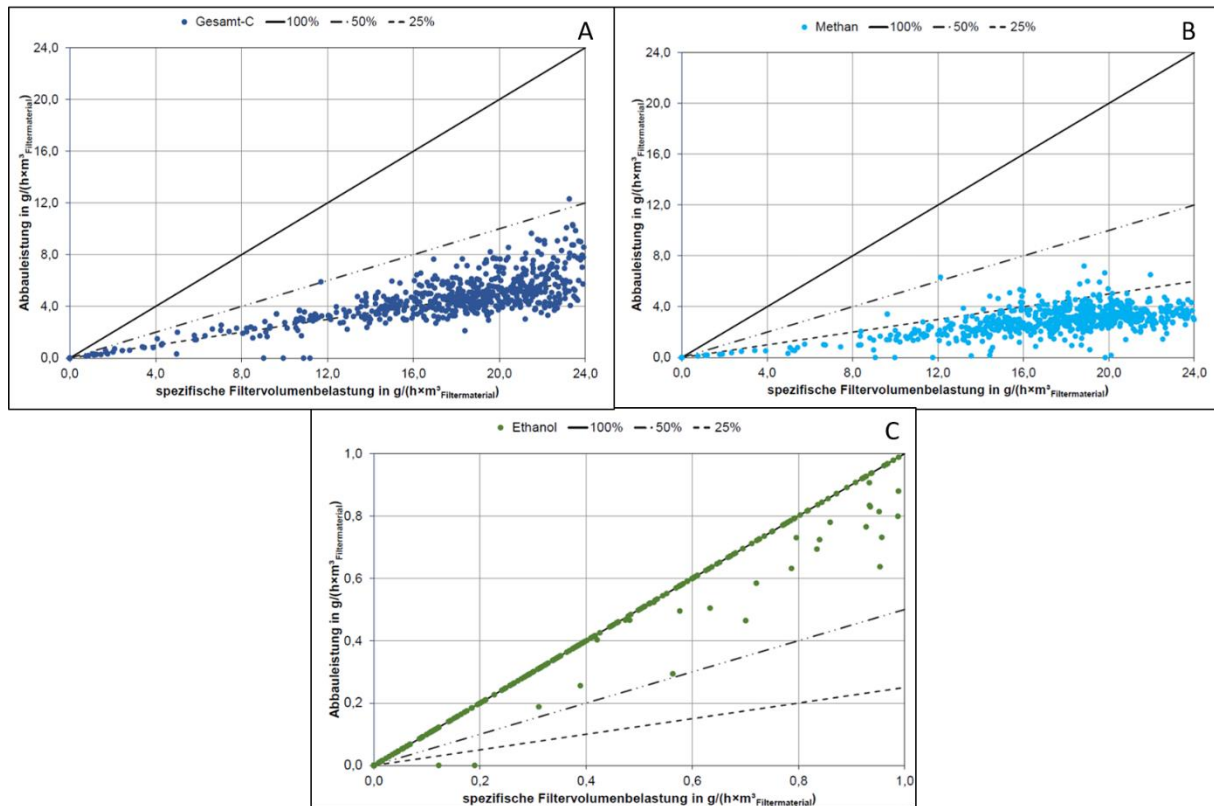 Gesamt-C 100% 50% 25% A
Abbauleistung in g/(h×m³Filtermaterial)
24,0
20,0
16,0
12,0
8,0
4,0
0,0
0,0 4,0 8,0 12,0 16,0 20,0 24,0
spezifische Filtervolumenbelastung in g/(h×m³Filtermaterial)
Methan 100% 50% 25% B
Abbauleistung in g/(h×m³Filtermaterial)
24,0
20,0
16,0
12,0
8,0
4,0
0,0
0,0 4,0 8,0 12,0 16,0 20,0 24,0
spezifische Filtervolumenbelastung in g/(h×m³Filtermaterial)
Ethanol 100% 50% 25% C
Abbauleistung in g/(h×m³Filtermaterial)
1,0
0,8
0,6
0,4
0,2
0,0
0,0 0,2 0,4 0,6 0,8 1,0
spezifische Filtervolumenbelastung in g/(h×m³Filtermaterial)